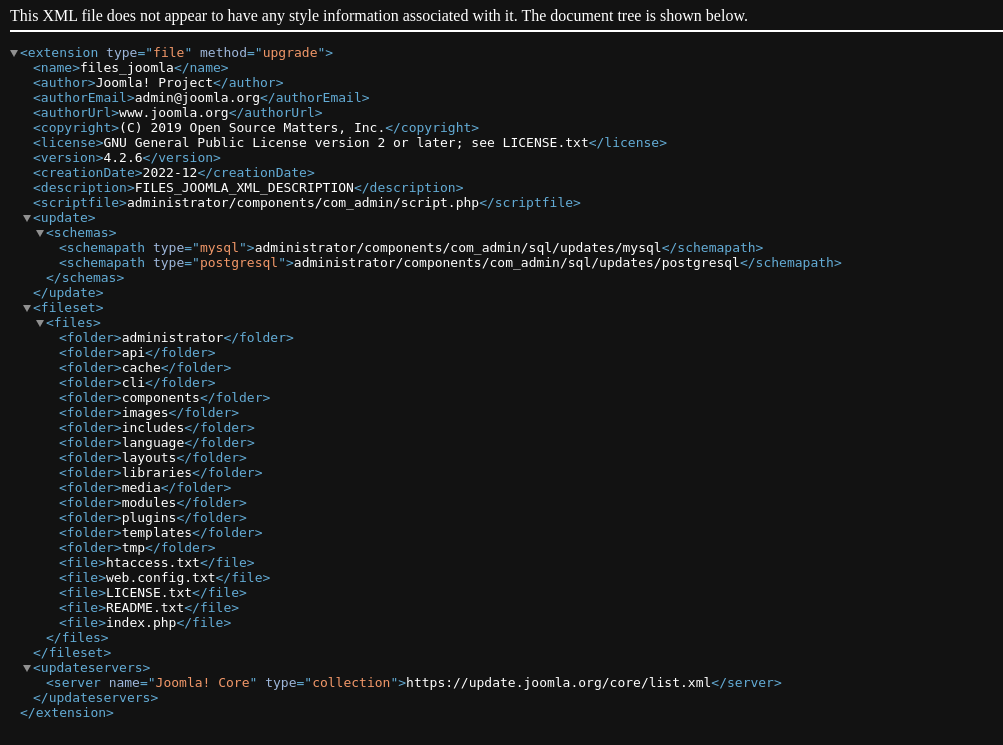 This XML file does not appear to have any style information associated with it. The document tree is shown below.
<extension type="file" method="upgrade">
<name>files_joomla</name>
<author>Joomla! Project</author>
<authorEmail>admin@joomla.org</authorEmail>
<authorUrl>www.joomla.org</authorUrl>
<copyright>(C) 2019 Open Source Matters, Inc.</copyright>
<license>GNU General Public License version 2 or later; see LICENSE.txt</license>
<version>4.2.6</version>
<creationDate>2022-12</creationDate>
<description>FILES_JOOMLA_XML_DESCRIPTION</description>
<scriptfile>administrator/components/com_admin/script.php</scriptfile>
<update>
<schemas>
<schemapath type="mysql">administrator/components/com_admin/sql/updates/mysql</schemapath>
<schemapath type="postgresql">administrator/components/com_admin/sql/updates/postgresql</schemapath>
</schemas>
</update>
<fileset>
<files>
<folder>administrator</folder>
<folder>api</folder>
<folder>cache</folder>
<folder>cli</folder>
<folder>components</folder>
<folder>images</folder>
<folder>includes</folder>
<folder>language</folder>
<folder>layouts</folder>
<folder>libraries</folder>
<folder>media</folder>
<folder>modules</folder>
<folder>plugins</folder>
<folder>templates</folder>
<folder>tmp</folder>
<file>htaccess.txt</file>
<file>web.config.txt</file>
<file>LICENSE.txt</file>
<file>README.txt</file>
<file>index.php</file>
</files>
</fileset>
<updateservers>
<server name="Joomla! Core" type="collection">https://update.joomla.org/core/list.xml</server>
</updateservers>
</extension>